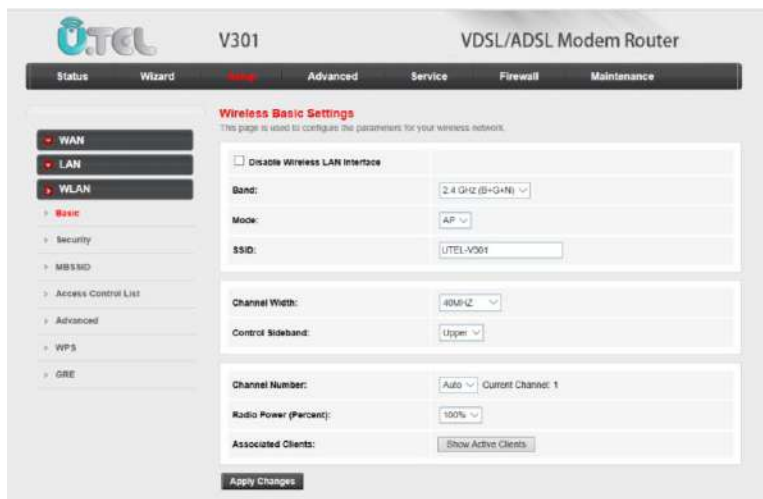 U.TEL V301 VDSL/ADSL Modem Router
Status Wizard Setup Advanced Service Firewall Maintenance
Wireless Basic Settings
This page is used to configure the parameters for your wireless network.
WAN
LAN
WLAN
Basic
Security
MBSSID
Access Control List
Advanced
WPS
GRE
Disable Wireless LAN Interface
Band: 2.4 GHz (B+G+N)
Mode: AP
SSID: UTEL-V301
Channel Width: 40MHZ
Control Sideband: Upper
Channel Number: Auto Current Channel: 1
Radio Power (Percent): 100%
Associated Clients: Show Active Clients
Apply Changes